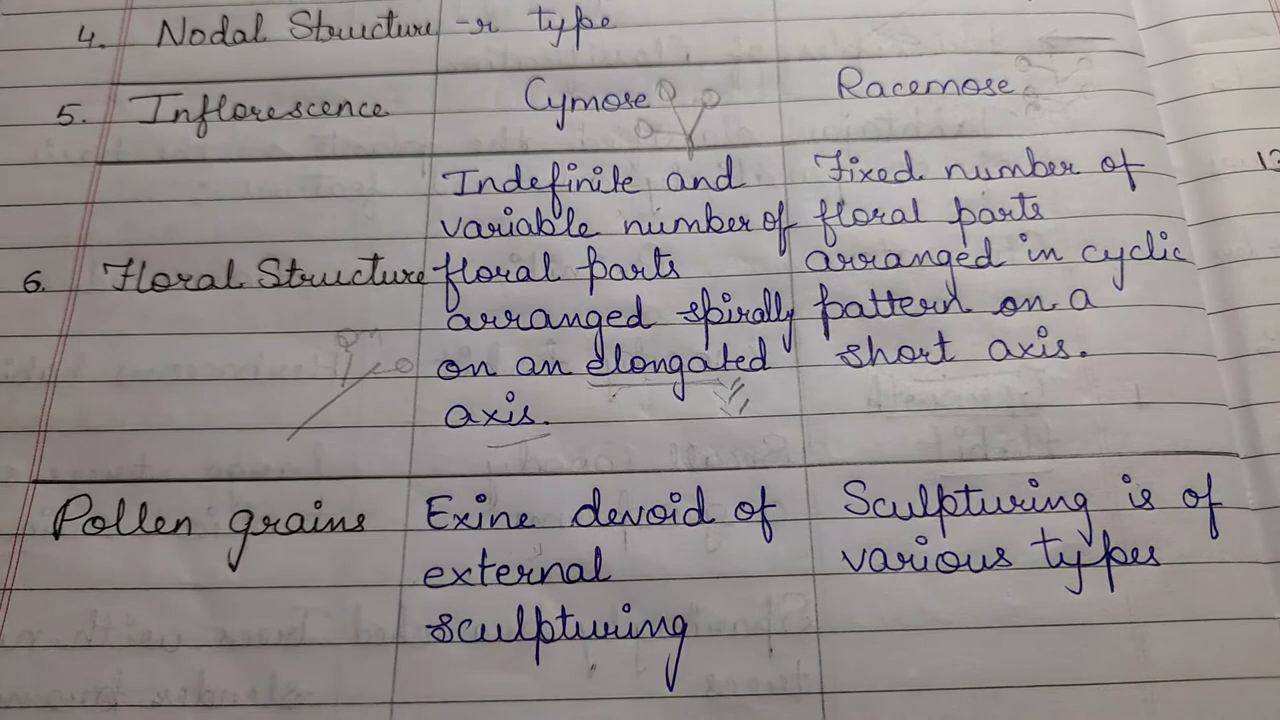 4. Nodal Structure -r type
5. Inflorescence Cymose Racemose
Indefinite and Fixed number of
variable number of floral parts
6. Floral Structure floral parts arranged in cyclic
arranged spirally pattern on a
on an elongated short axis.
axis.
Pollen grains Exine devoid of Sculpturing is of
external various types
sculpturing